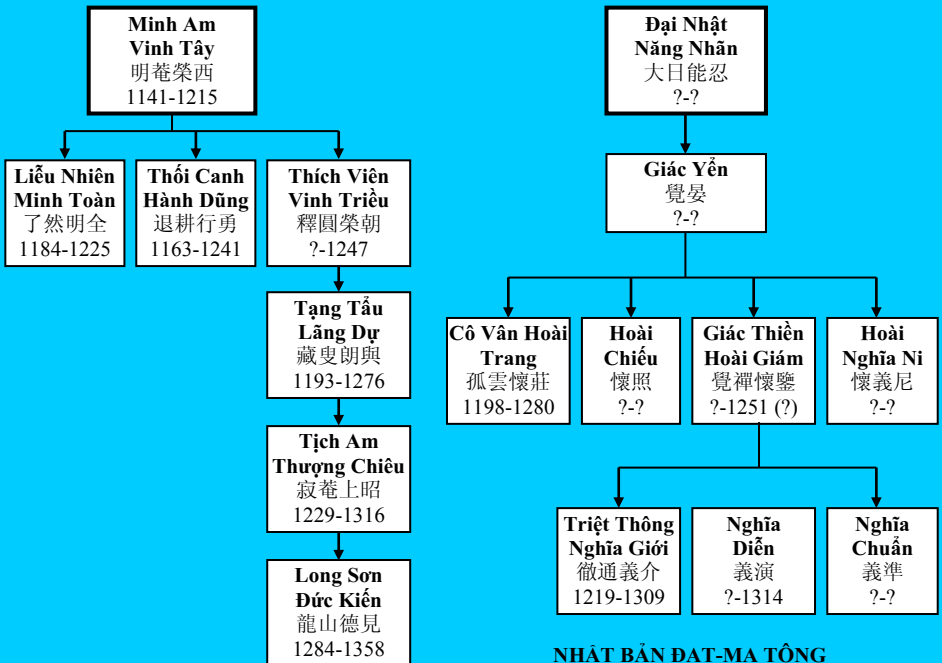 Minh Am
Vinh Tây
明菴榮西
1141-1215
Đại Nhật
Năng Nhẫn
大日能忍
?-?
Liễu Nhiên
Minh Toàn
了然明全
1184-1225
Thối Canh
Hành Dũng
退耕行勇
1163-1241
Thích Viên
Vinh Triều
釋圓榮朝
?-1247
Giác Yển
覺晏
?-?
Tạng Tẩu
Lãng Dự
藏叟朗與
1193-1276
Cô Vân Hoài
Trang
孤雲懷莊
1198-1280
Hoài
Chiếu
懷照
?-?
Giác Thiền
Hoài Giám
覺禪懷鑒
?-1251 (?)
Hoài
Nghĩa Ni
懷義尼
?-?
Tịch Am
Thượng Chiêu
寂菴上昭
1229-1316
Triệt Thông
Nghĩa Giới
徹通義介
1219-1309
Nghĩa
Diễn
義演
?-1314
Nghĩa
Chuẩn
義準
?-?
Long Sơn
Đức Kiến
龍山德見
1284-1358
NHẬT BẢN ĐẠT-MA TÔNG